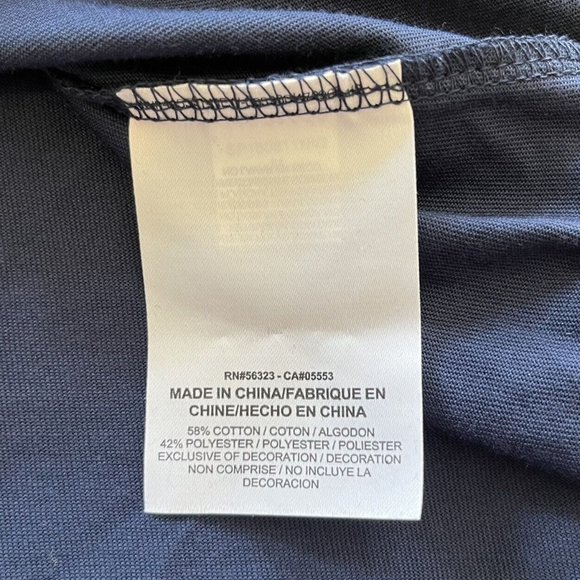 RN#56323 - CA#05553
MADE IN CHINA/FABRIQUE EN
CHINE/HECHO EN CHINA
58% COTTON / COTON / ALGODON
42% POLYESTER / POLYESTER / POLIESTER
EXCLUSIVE OF DECORATION / DECORATION
NON COMPRISE / NO INCLUYE LA
DECORACION